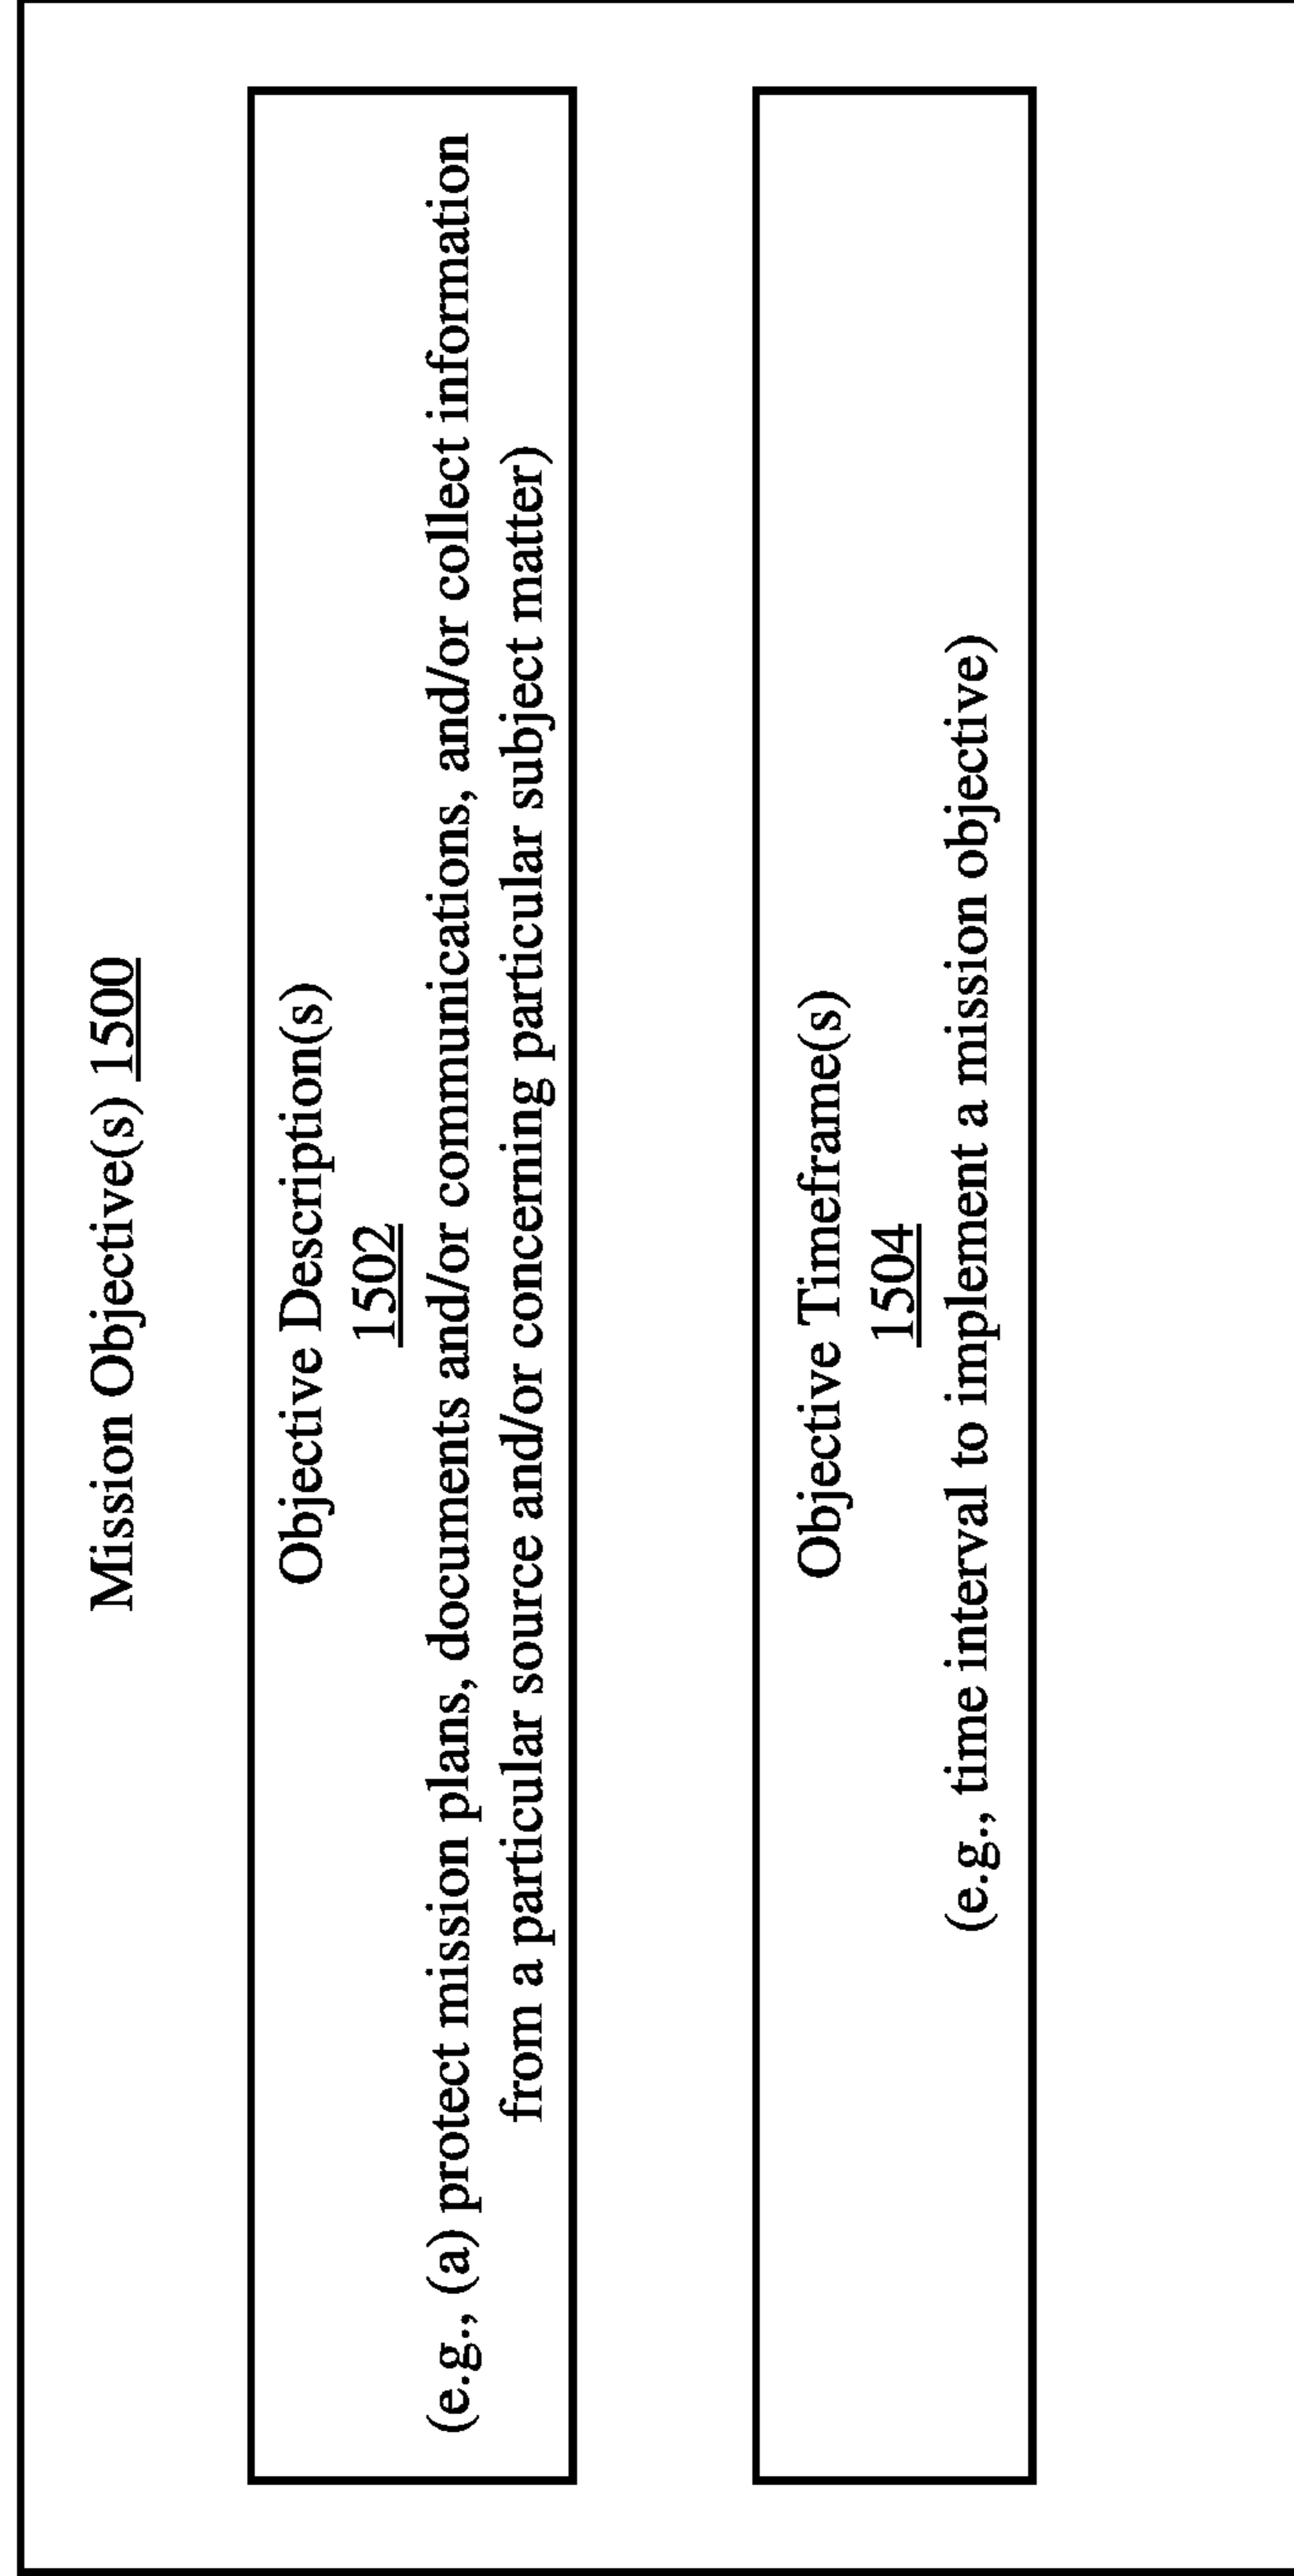 Mission Objective(s) 1500
Objective Description(s)
1502
(e.g., (a) protect mission plans, documents and/or communications, and/or collect information
from a particular source and/or concerning particular subject matter)
Objective Timeframe(s)
1504
(e.g., time interval to implement a mission objective)